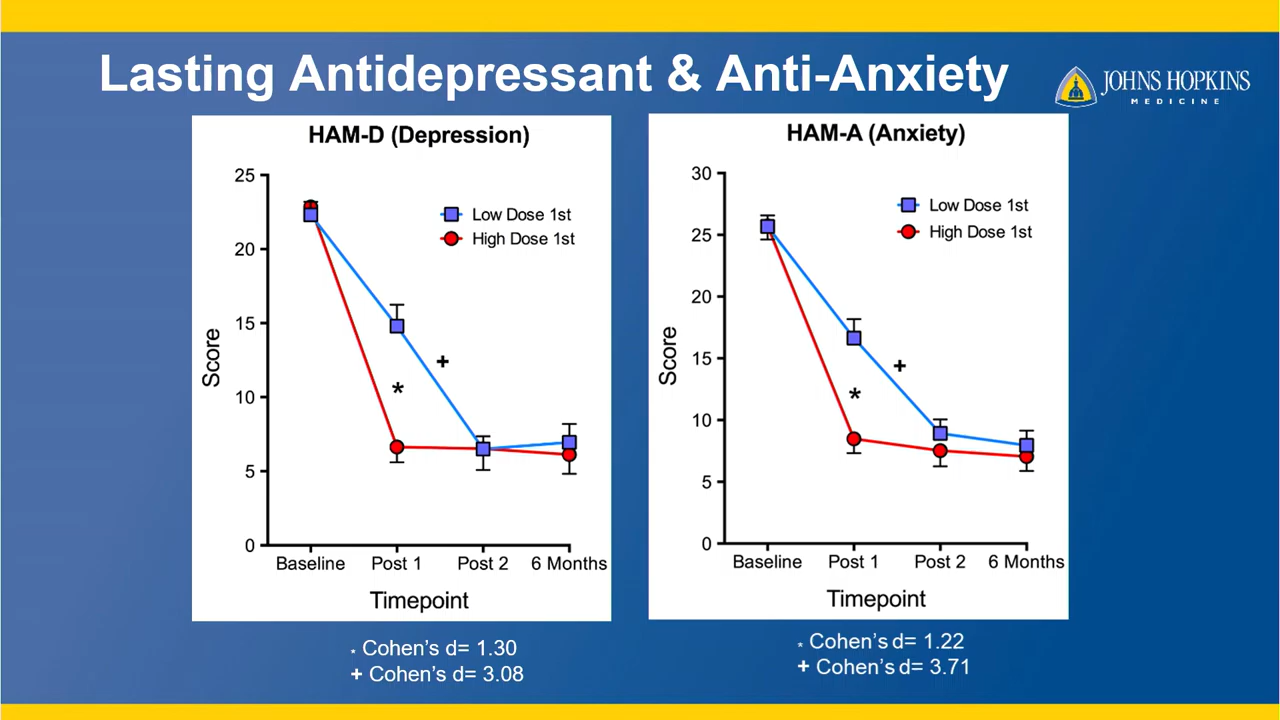 Lasting Antidepressant & Anti-Anxiety
JOHNS HOPKINS
MEDICINE
HAM-D (Depression)
25
20
15
10
5
0
Score
Low Dose 1st
High Dose 1st
+
*
Baseline Post 1 Post 2 6 Months
Timepoint
* Cohen's d= 1.30
+ Cohen's d= 3.08
HAM-A (Anxiety)
30
25
20
15
10
5
0
Score
Low Dose 1st
High Dose 1st
+
*
Baseline Post 1 Post 2 6 Months
Timepoint
* Cohen's d= 1.22
+ Cohen's d= 3.71